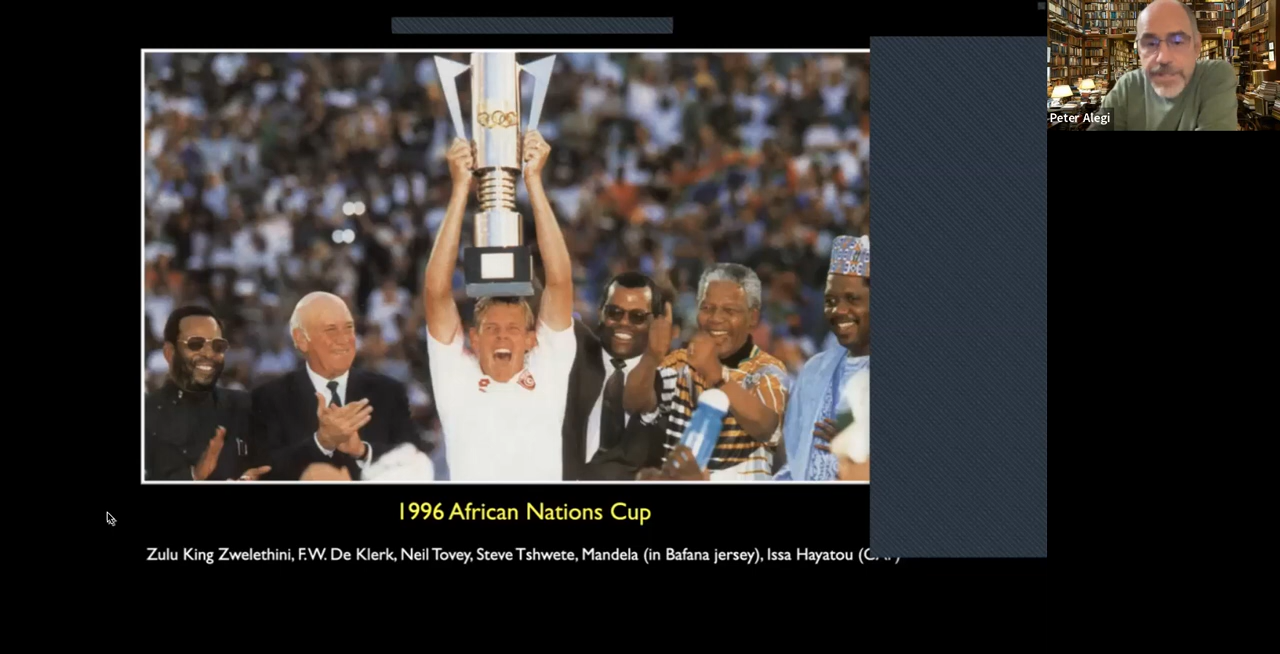 Peter Alegi
1996 African Nations Cup
Zulu King Zwelethini, F.W. De Klerk, Neil Tovey, Steve Tshwete, Mandela (in Bafana jersey), Issa Hayatou